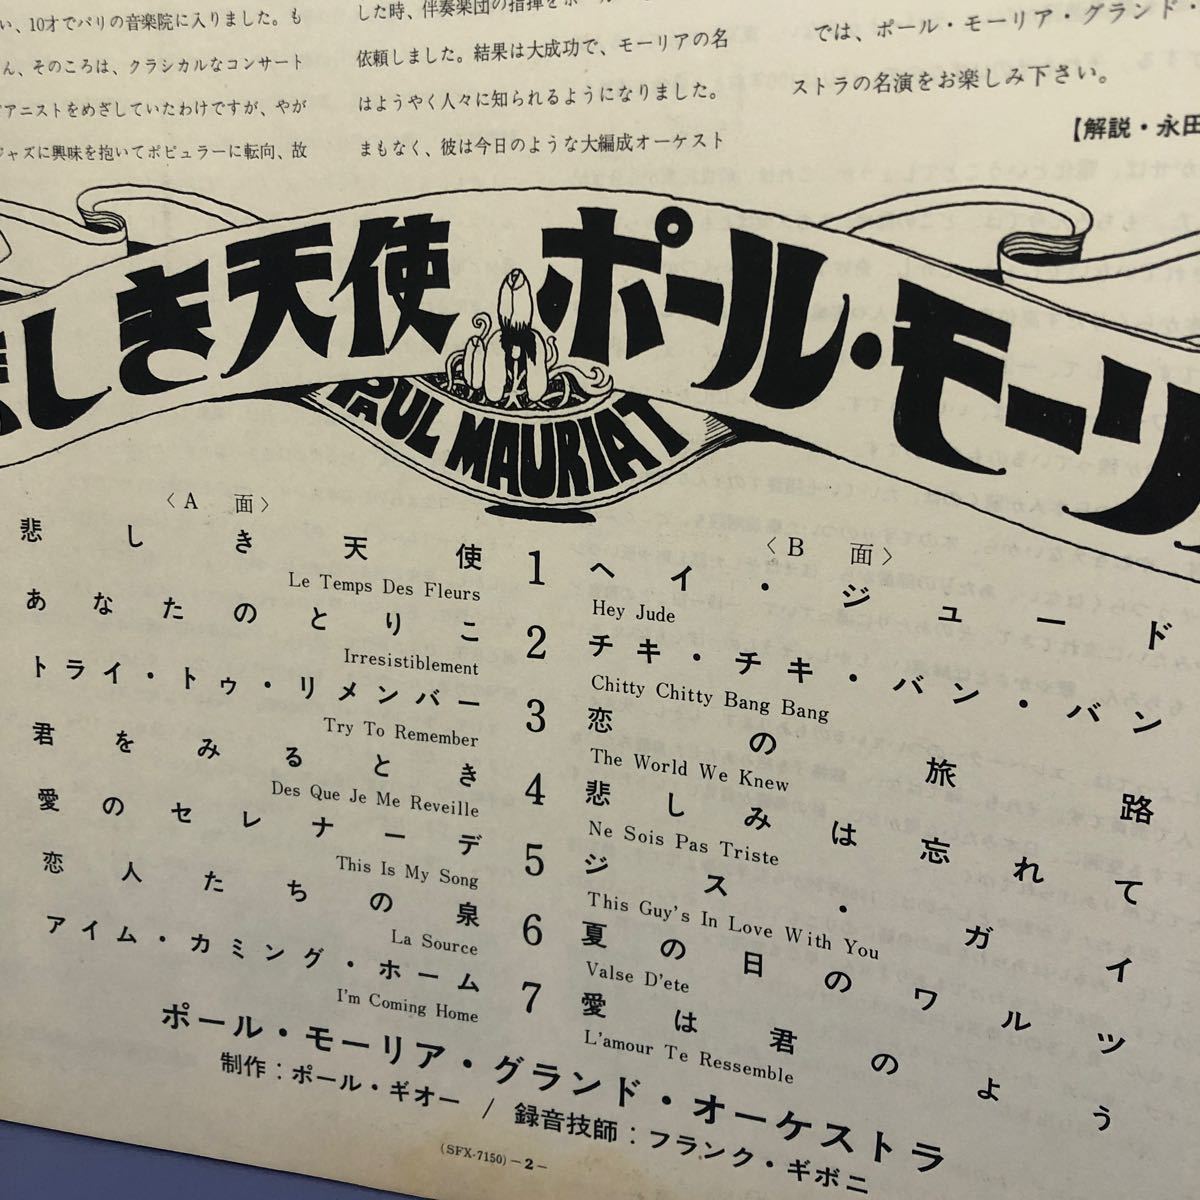 い、10才でパリの音楽院に入りました。も
ん、そのころは、クラシカルなコンサート
アニストをめざしていたわけですが、やが
ャズに興味を抱いてポピュラーに転向、故
した時、伴奏楽団の指揮をポー
依頼しました。結果は大成功で、モーリアの名
はようやく人々に知られるようになりました。
まもなく、彼は今日のような大編成オーケスト
では、ポール・モーリア・グランド・
ストラの名演をお楽しみ下さい。
【解説・永田
悲しき天使 ポール・モーリア
PAUL MAURIAT
〈A 面〉
悲しき天使 1
Le Temps Des Fleurs
あなたのとりこ 2
Irresistiblement
トライ・トゥ・リメンバー 3
Try To Remember
君をみるとき 4
Des Que Je Me Reveille
愛のセレナーデ 5
This Is My Song
恋人たちの泉 6
La Source
アイム・カミング・ホーム 7
I'm Coming Home
〈B 面〉
ヘイ・ジュード
Hey Jude
チキ・チキ・バン・バン
Chitty Chitty Bang Bang
恋の旅路
The World We Knew
悲しみは忘れて
Ne Sois Pas Triste
ジス・ガイ
This Guy's In Love With You
夏の日のワルツ
Valse D'ete
愛は君のよう
L'amour Te Ressemble
ポール・モーリア・グランド・オーケストラ
制作：ポール・ギオー / 録音技師：フランク・ギボニ
(SFX-7150)－2－